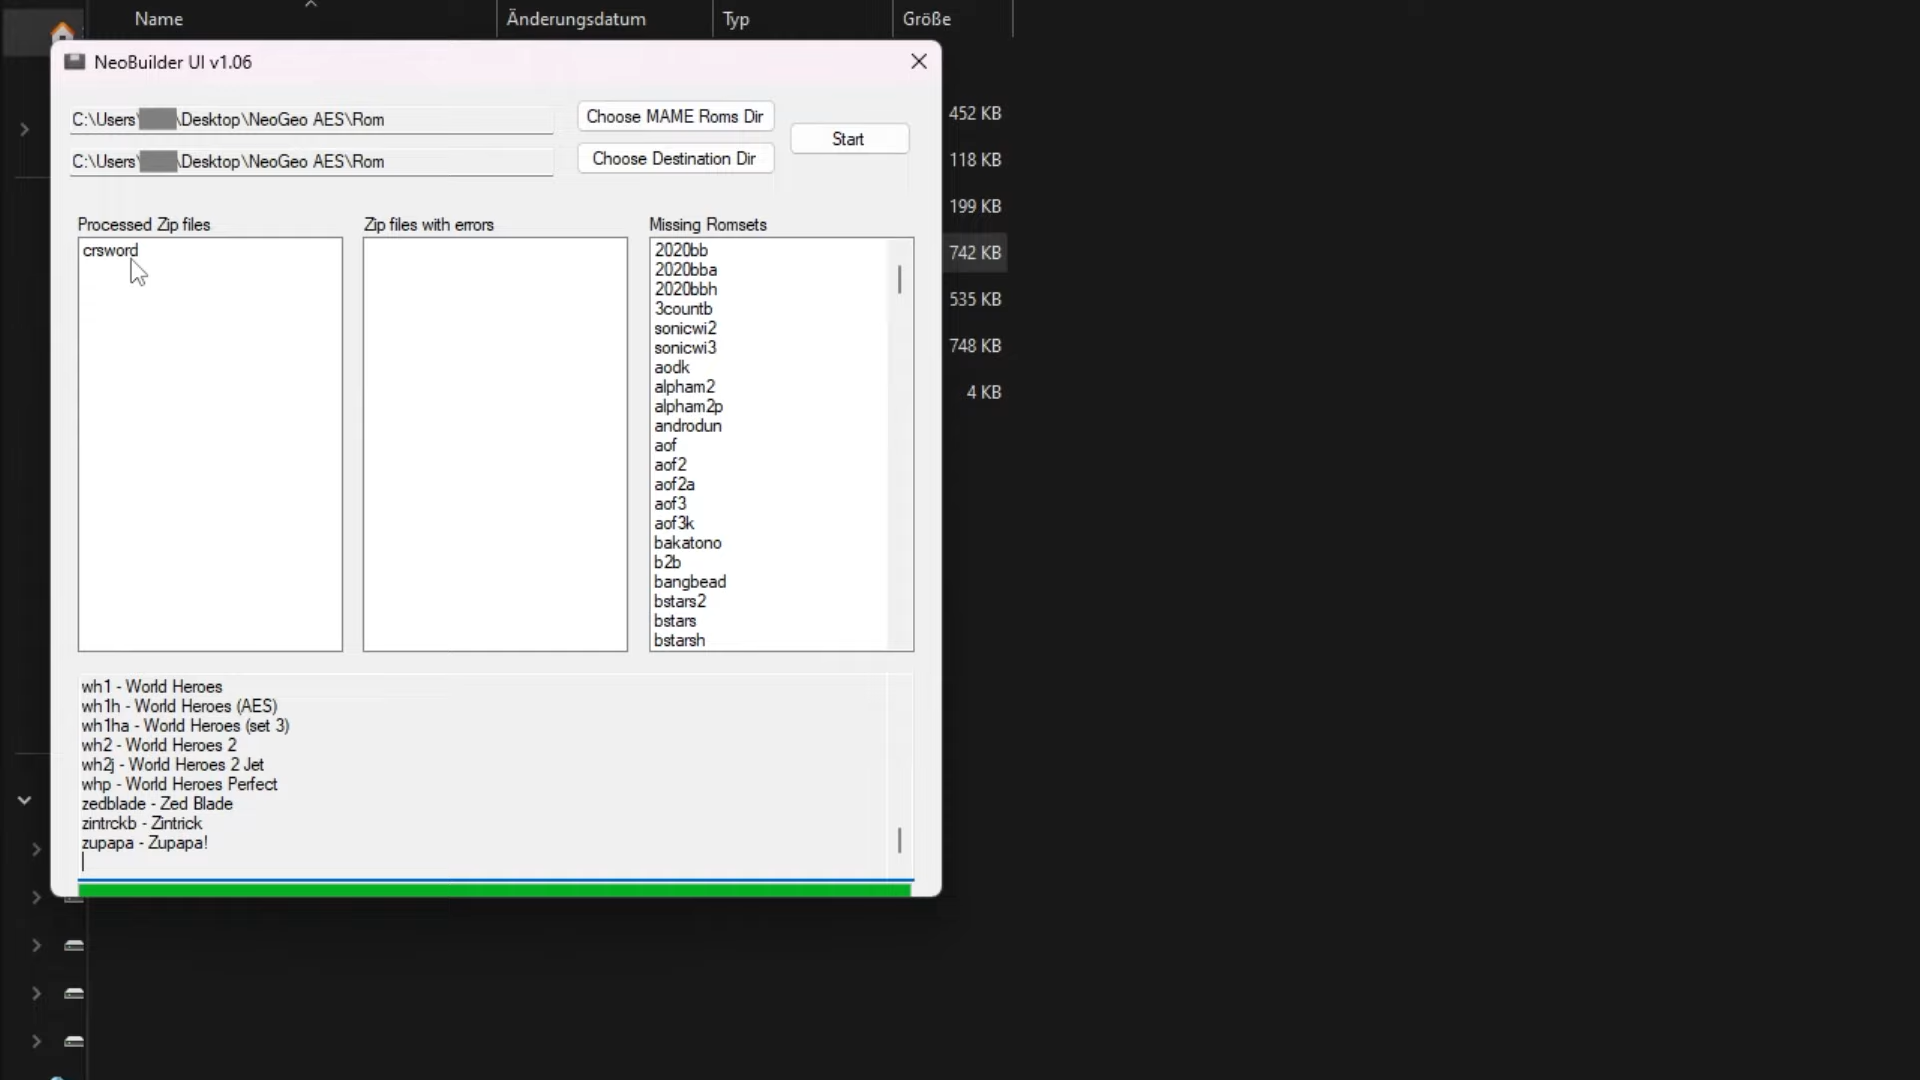 Name Änderungsdatum Typ Größe
NeoBuilder UI v1.06
C:\Users\ \Desktop\NeoGeo AES\Rom
Choose MAME Roms Dir
Start
C:\Users\ \Desktop\NeoGeo AES\Rom
Choose Destination Dir
Processed Zip files
crsword
Zip files with errors
Missing Romsets
2020bb
2020bba
2020bbh
3countb
sonicwi2
sonicwi3
aodk
alpham2
alpham2p
androdun
aof
aof2
aof2a
aof3
aof3k
bakatono
b2b
bangbead
bstars2
bstars
bstarsh
452 KB
118 KB
199 KB
742 KB
535 KB
748 KB
4 KB
wh1 - World Heroes
wh1h - World Heroes (AES)
wh1ha - World Heroes (set 3)
wh2 - World Heroes 2
wh2j - World Heroes 2 Jet
whp - World Heroes Perfect
zedblade - Zed Blade
zintrckb - Zintrick
zupapa - Zupapa!